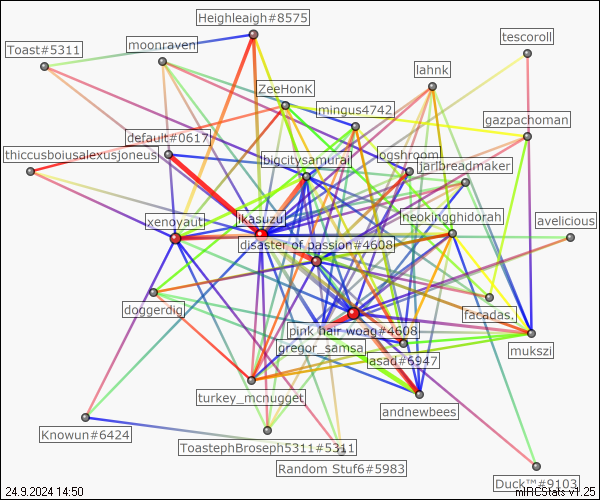 Heighleaigh#8575
tescoroll
moonraven
Toast#5311
lahnk
ZeeHonK
mingus4742
gazpachoman
default#0617
thiccusboiusalexusjoneus
bigcitysamurai
ogshroom
jarlbreadmaker
xenoyaut
ikasuzu
neokingghidorah
avelicious
disaster of passion#4608
doggerdig
facadas.
pink hair woag#4608
mukszi
gregor_samsa
asad#6947
turkey_mcnugget
andnewbees
Knowun#6424
ToastephBroseph5311#5311
Random Stuf6#5983
Duck™#9103
24.9.2024 14:50
mIRCStats v1.25